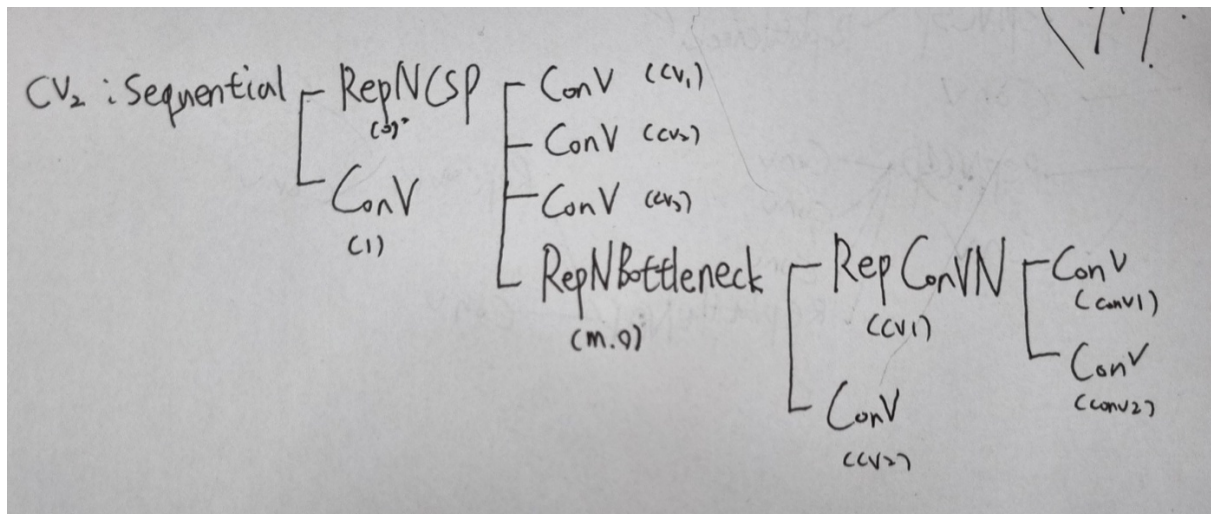 CV₂ : Sequential
RepNCSP
(0)
ConV
(1)
ConV (CV₁)
ConV (CV₂)
ConV (CV₃)
RepNBottleneck
(m.0)
RepConVN
(CV1)
ConV
(CV2)
ConV
(conv1)
ConV
(conv2)